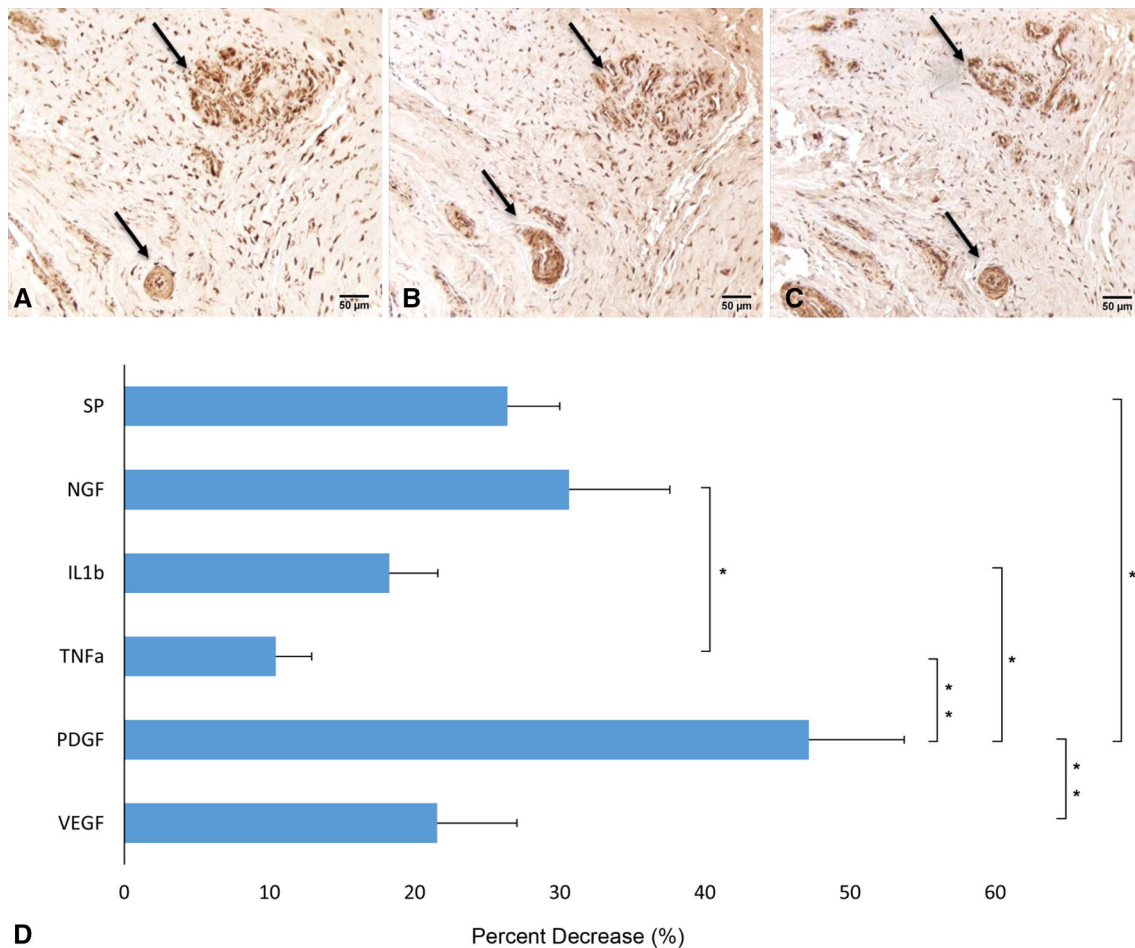 A
50 µm
B
50 µm
C
50 µm
SP
NGF
IL1b
TNFa
PDGF
VEGF
*
*
*
*
*
*
*
*
0 10 20 30 40 50 60
D
Percent Decrease (%)